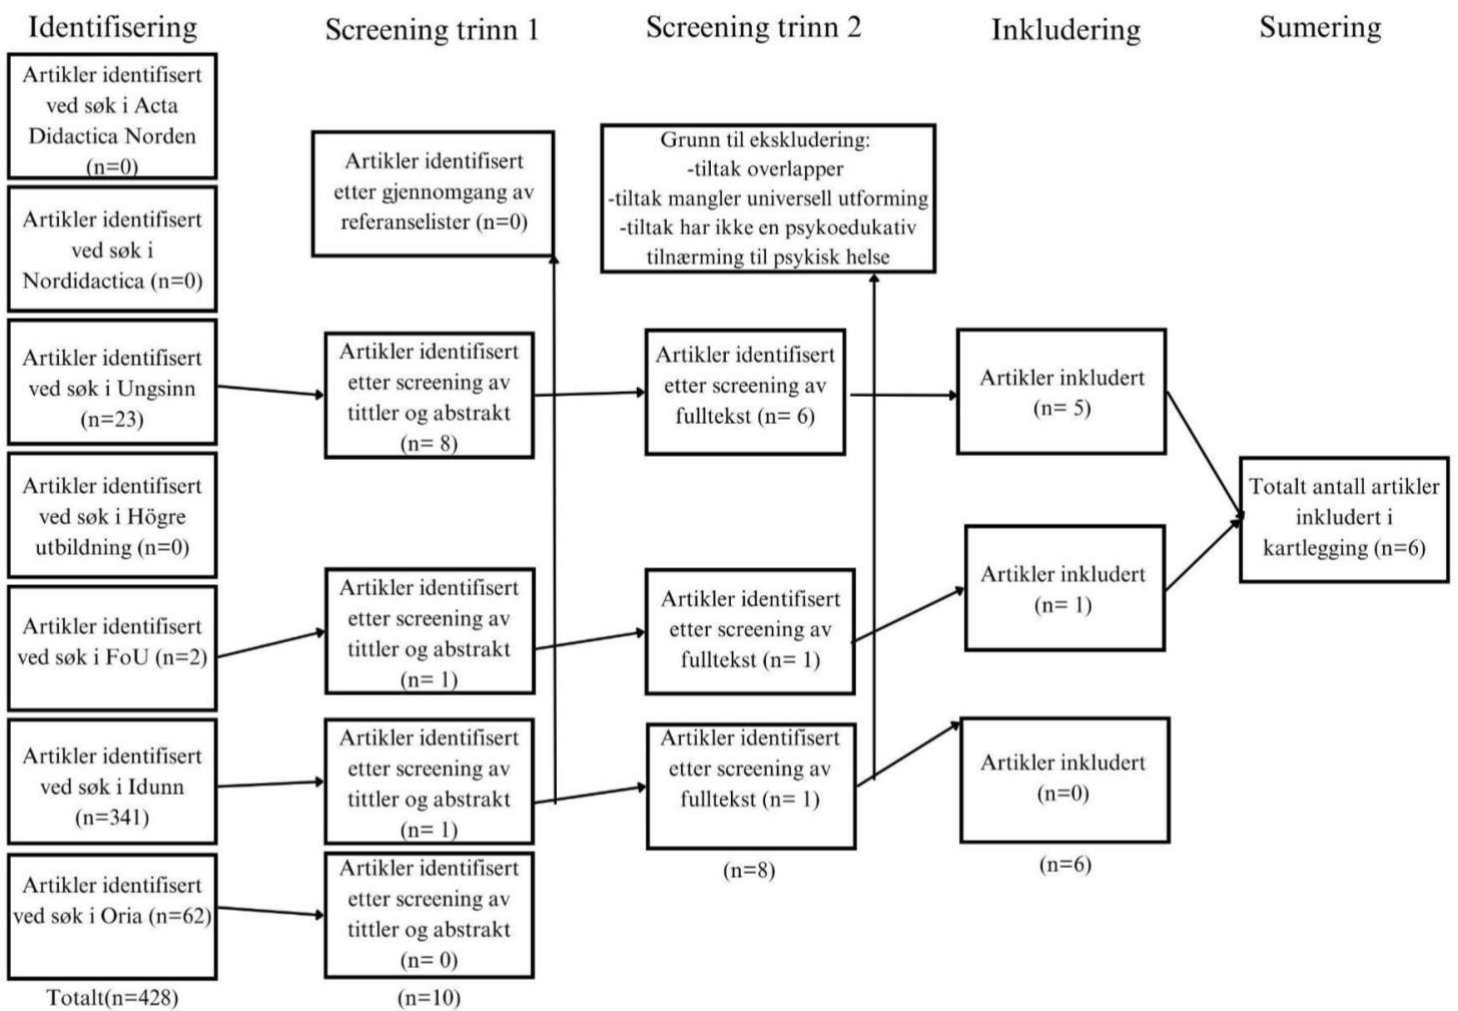 Identifisering
Artikler identifisert
ved søk i Acta
Didactica Norden
(n=0)
Artikler identifisert
ved søk i
Nordidactica (n=0)
Artikler identifisert
ved søk i Ungsinn
(n=23)
Artikler identifisert
ved søk i Högre
utbildning (n=0)
Artikler identifisert
ved søk i FoU (n=2)
Artikler identifisert
ved søk i Idunn
(n=341)
Artikler identifisert
ved søk i Oria (n=62)
Totalt(n=428)
Screening trinn 1
Artikler identifisert
etter gjennomgang av
referanselister (n=0)
Artikler identifisert
etter screening av
tittler og abstrakt
(n= 8)
Artikler identifisert
etter screening av
tittler og abstrakt
(n= 1)
Artikler identifisert
etter screening av
tittler og abstrakt
(n= 1)
Artikler identifisert
etter screening av
tittler og abstrakt
(n= 0)
(n=10)
Screening trinn 2
Grunn til ekskludering:
-tiltak overlapper
-tiltak mangler universell utforming
-tiltak har ikke en psykoedukativ
tilnærming til psykisk helse
Artikler identifisert
etter screening av
fulltekst (n= 6)
Artikler identifisert
etter screening av
fulltekst (n= 1)
Artikler identifisert
etter screening av
fulltekst (n= 1)
(n=8)
Inkludering
Artikler inkludert
(n= 5)
Artikler inkludert
(n= 1)
Artikler inkludert
(n=0)
(n=6)
Sumering
Totalt antall artikler
inkludert i
kartlegging (n=6)